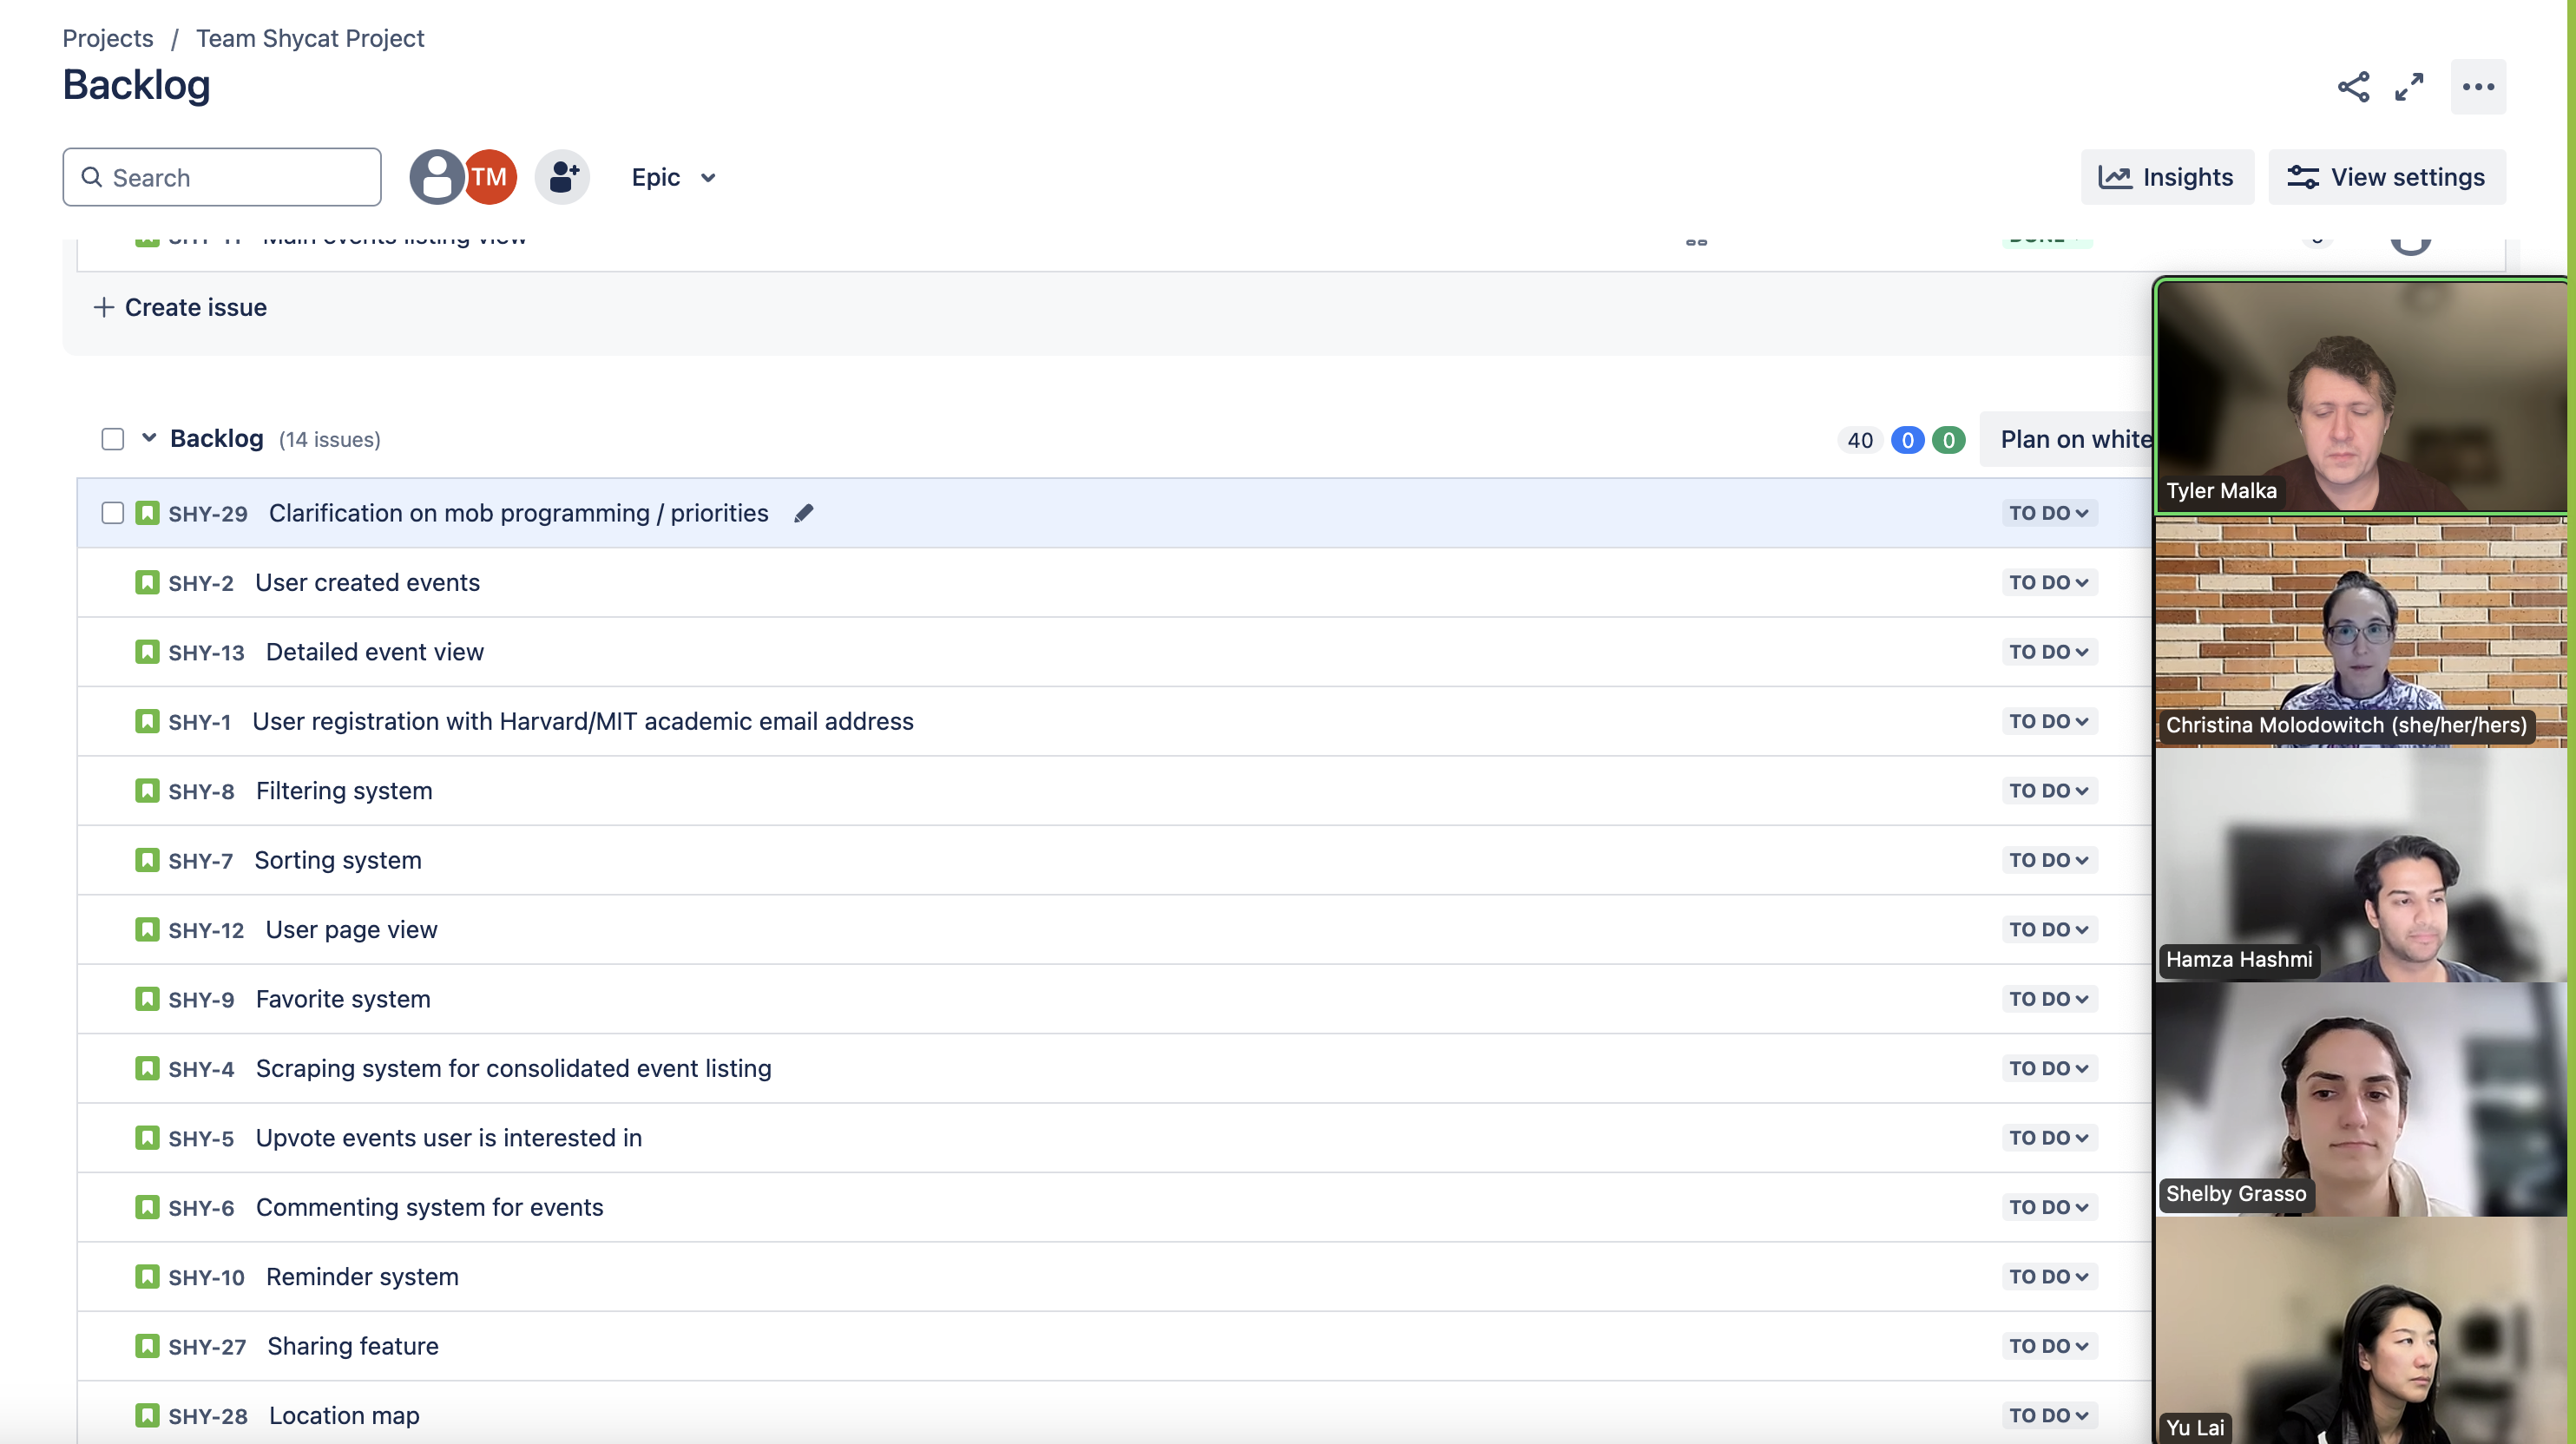 Projects / Team Shycat Project
Backlog
Search
TM
Epic
Insights
View settings
SHY-11 Main events listing view
DONE
Create issue
Backlog (14 issues)
40 0 0
Plan on white
SHY-29 Clarification on mob programming / priorities TO DO
SHY-2 User created events TO DO
SHY-13 Detailed event view TO DO
SHY-1 User registration with Harvard/MIT academic email address TO DO
SHY-8 Filtering system TO DO
SHY-7 Sorting system TO DO
SHY-12 User page view TO DO
SHY-9 Favorite system TO DO
SHY-4 Scraping system for consolidated event listing TO DO
SHY-5 Upvote events user is interested in TO DO
SHY-6 Commenting system for events TO DO
SHY-10 Reminder system TO DO
SHY-27 Sharing feature TO DO
SHY-28 Location map TO DO
Tyler Malka
Christina Molodowitch (she/her/hers)
Hamza Hashmi
Shelby Grasso
Yu Lai